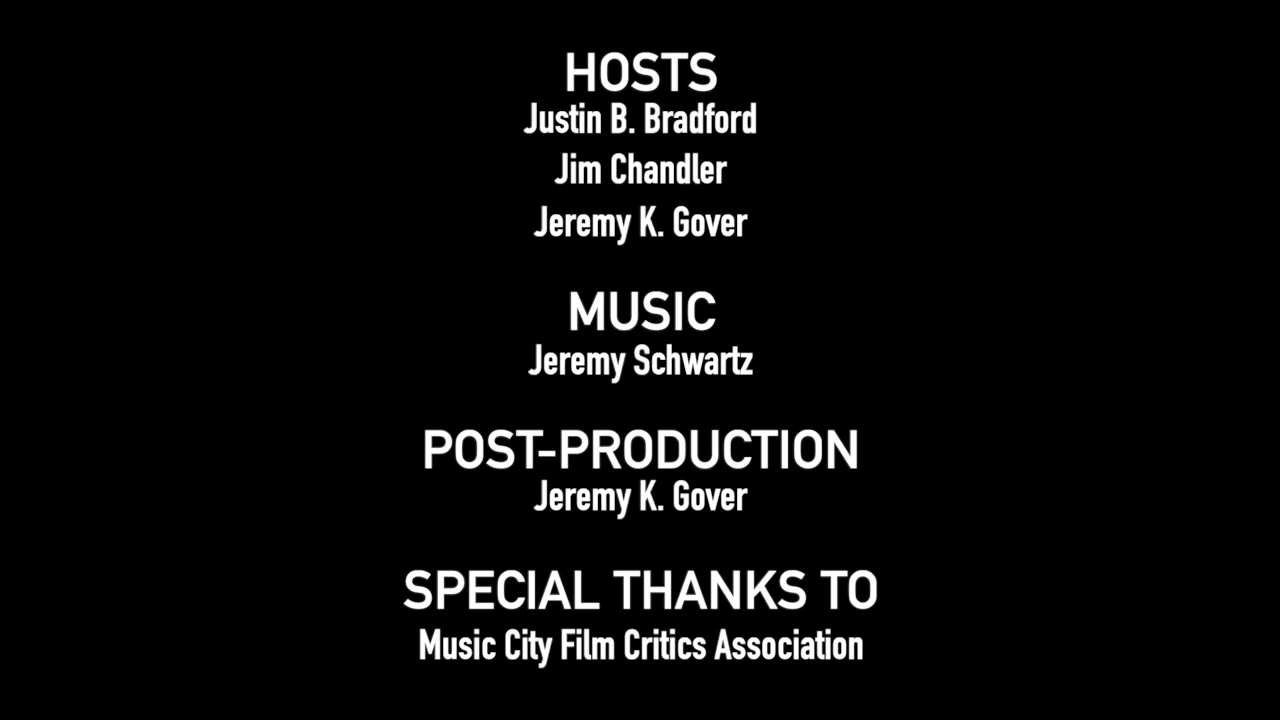 HOSTS
Justin B. Bradford
Jim Chandler
Jeremy K. Gover
MUSIC
Jeremy Schwartz
POST-PRODUCTION
Jeremy K. Gover
SPECIAL THANKS TO
Music City Film Critics Association